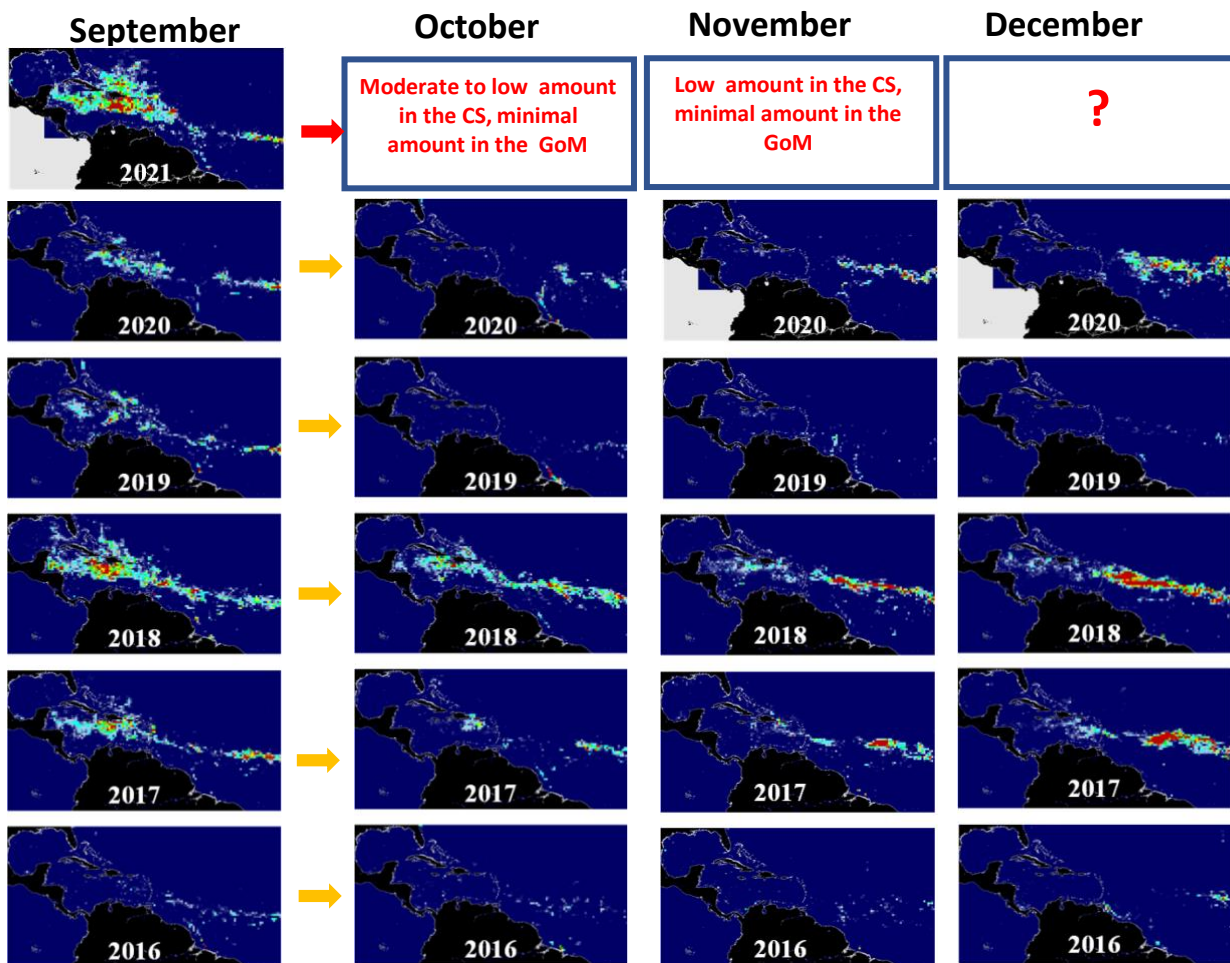 September October November December
Moderate to low amount
in the CS, minimal
amount in the GoM
Low amount in the CS,
minimal amount in the
GoM
?
2021
2020 2020 2020 2020
2019 2019 2019 2019
2018 2018 2018 2018
2017 2017 2017 2017
2016 2016 2016 2016